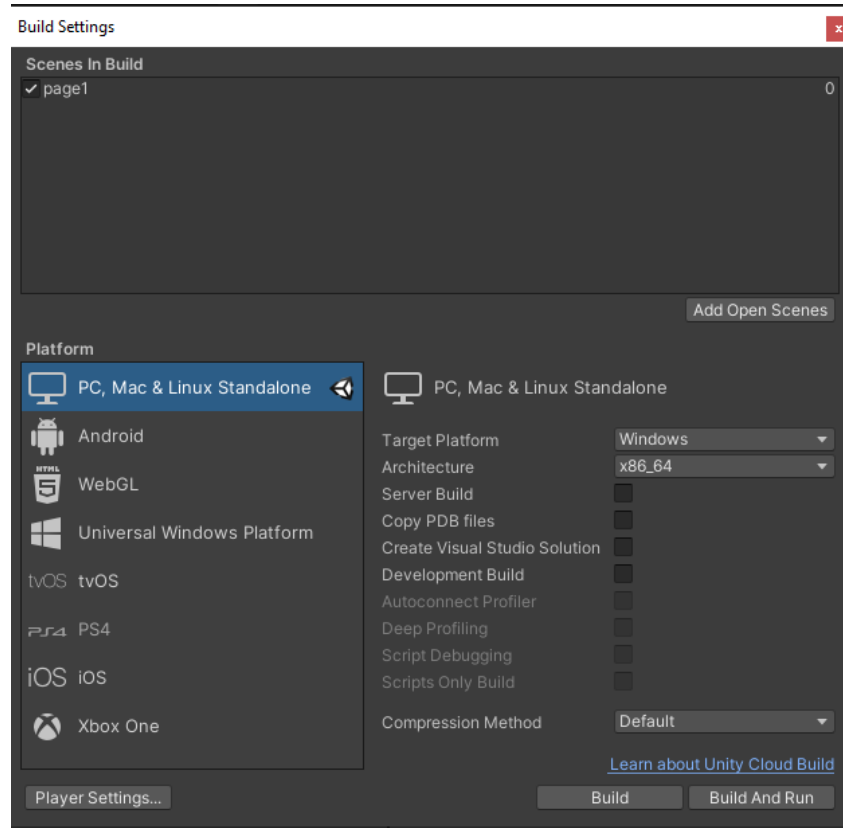 Build Settings
x
Scenes In Build
page1 0
Add Open Scenes
Platform
PC, Mac & Linux Standalone
Android
HTML
5
WebGL
Universal Windows Platform
tvOS tvOS
PS4 PS4
iOS iOS
Xbox One
PC, Mac & Linux Standalone
Target Platform Windows
Architecture x86_64
Server Build
Copy PDB files
Create Visual Studio Solution
Development Build
Autoconnect Profiler
Deep Profiling
Script Debugging
Scripts Only Build
Compression Method Default
Learn about Unity Cloud Build
Player Settings... Build Build And Run